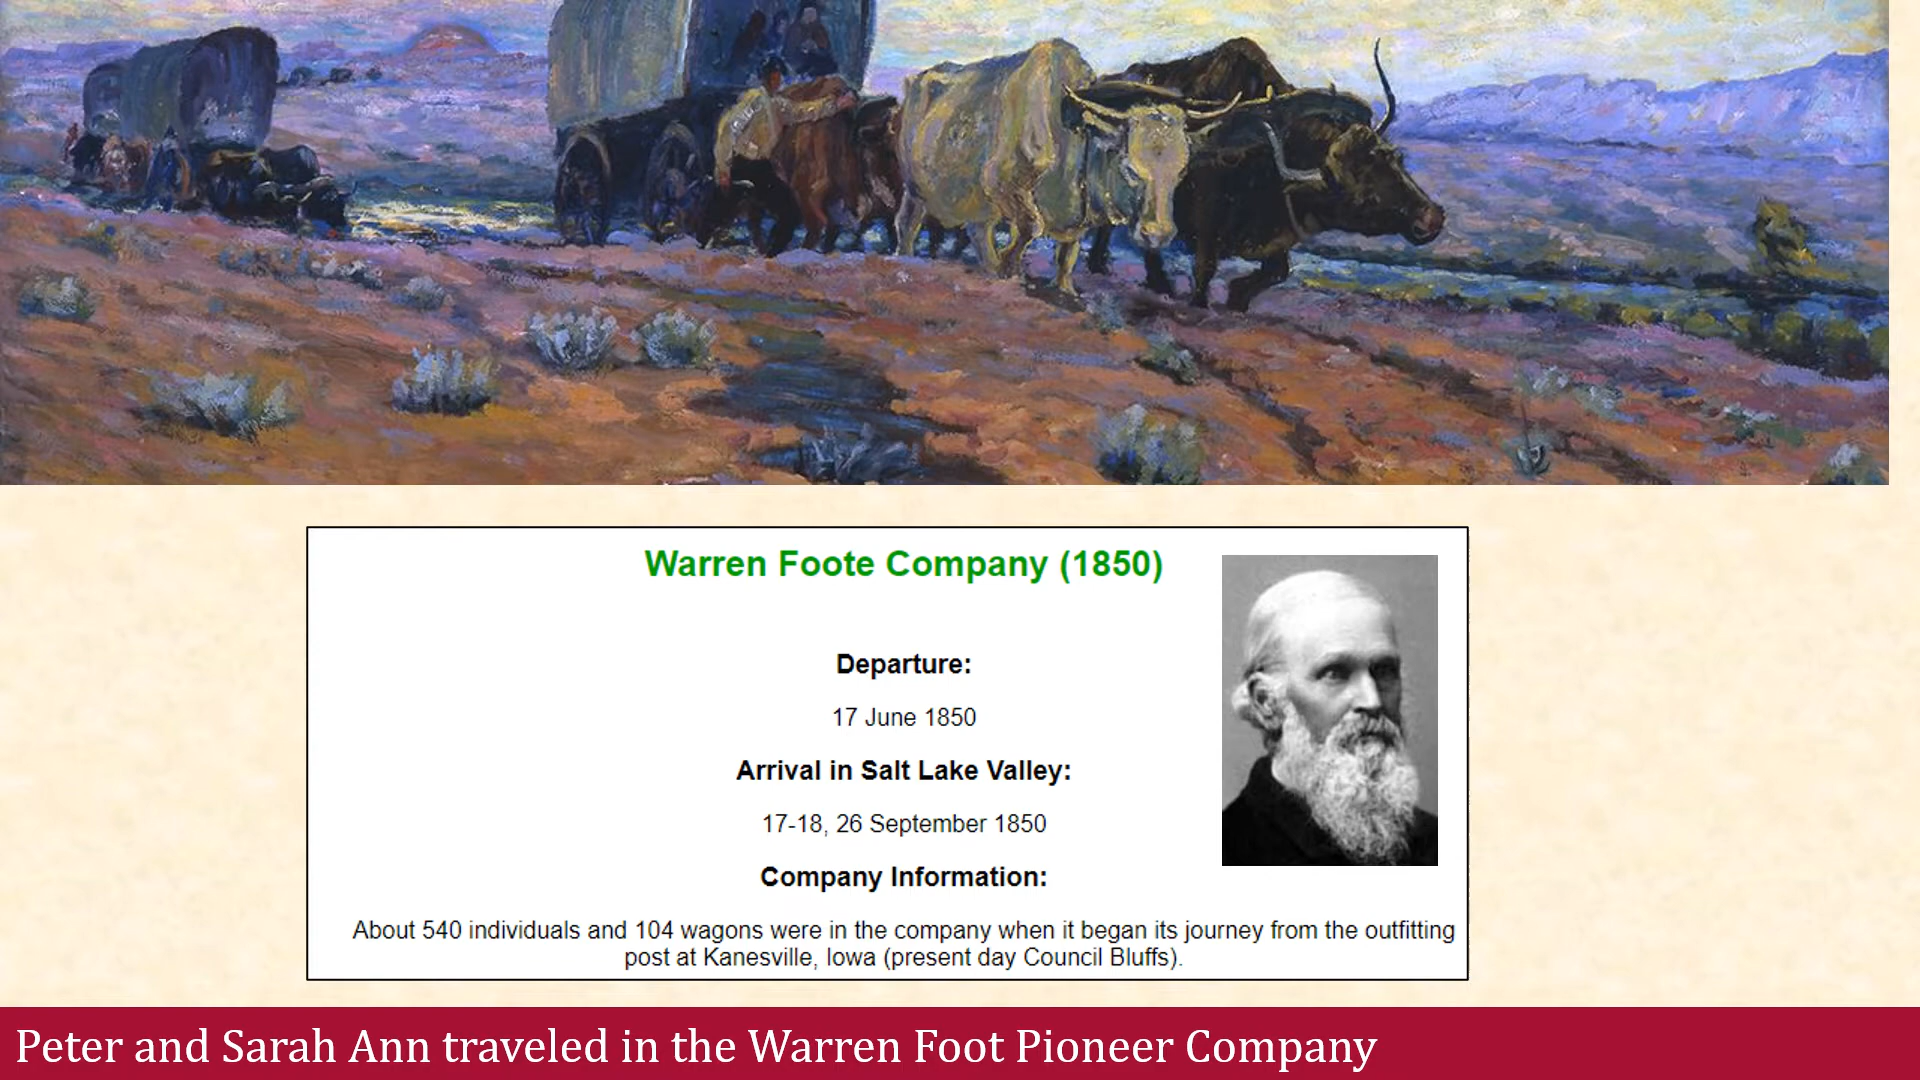 Warren Foote Company (1850)
Departure:
17 June 1850
Arrival in Salt Lake Valley:
17-18, 26 September 1850
Company Information:
About 540 individuals and 104 wagons were in the company when it began its journey from the outfitting
post at Kanesville, Iowa (present day Council Bluffs).
Peter and Sarah Ann traveled in the Warren Foot Pioneer Company